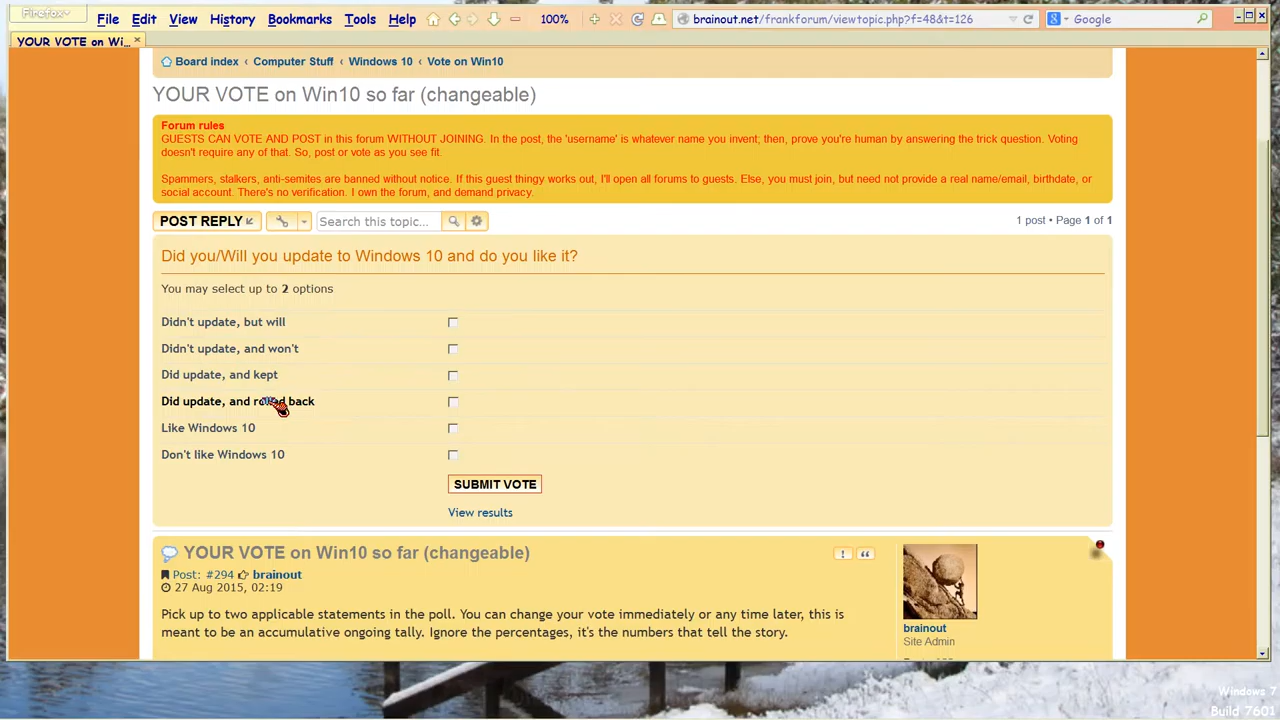 Firefox
File Edit View History Bookmarks Tools Help 100% brainout.net/frankforum/viewtopic.php?f=48&t=126 Google
YOUR VOTE on Wi... ×
Board index ‹ Computer Stuff ‹ Windows 10 ‹ Vote on Win10
YOUR VOTE on Win10 so far (changeable)
Forum rules
GUESTS CAN VOTE AND POST in this forum WITHOUT JOINING. In the post, the 'username' is whatever name you invent; then, prove you're human by answering the trick question. Voting
doesn't require any of that. So, post or vote as you see fit.
Spammers, stalkers, anti-semites are banned without notice. If this guest thingy works out, I'll open all forums to guests. Else, you must join, but need not provide a real name/email, birthdate, or
social account. There's no verification. I own the forum, and demand privacy.
POST REPLY Search this topic... 1 post • Page 1 of 1
Did you/Will you update to Windows 10 and do you like it?
You may select up to 2 options
Didn't update, but will
Didn't update, and won't
Did update, and kept
Did update, and rolled back
Like Windows 10
Don't like Windows 10
SUBMIT VOTE
View results
YOUR VOTE on Win10 so far (changeable)
Post: #294 brainout
27 Aug 2015, 02:19
Pick up to two applicable statements in the poll. You can change your vote immediately or any time later, this is
meant to be an accumulative ongoing tally. Ignore the percentages, it's the numbers that tell the story.
brainout
Site Admin
Windows 7
Build 7601